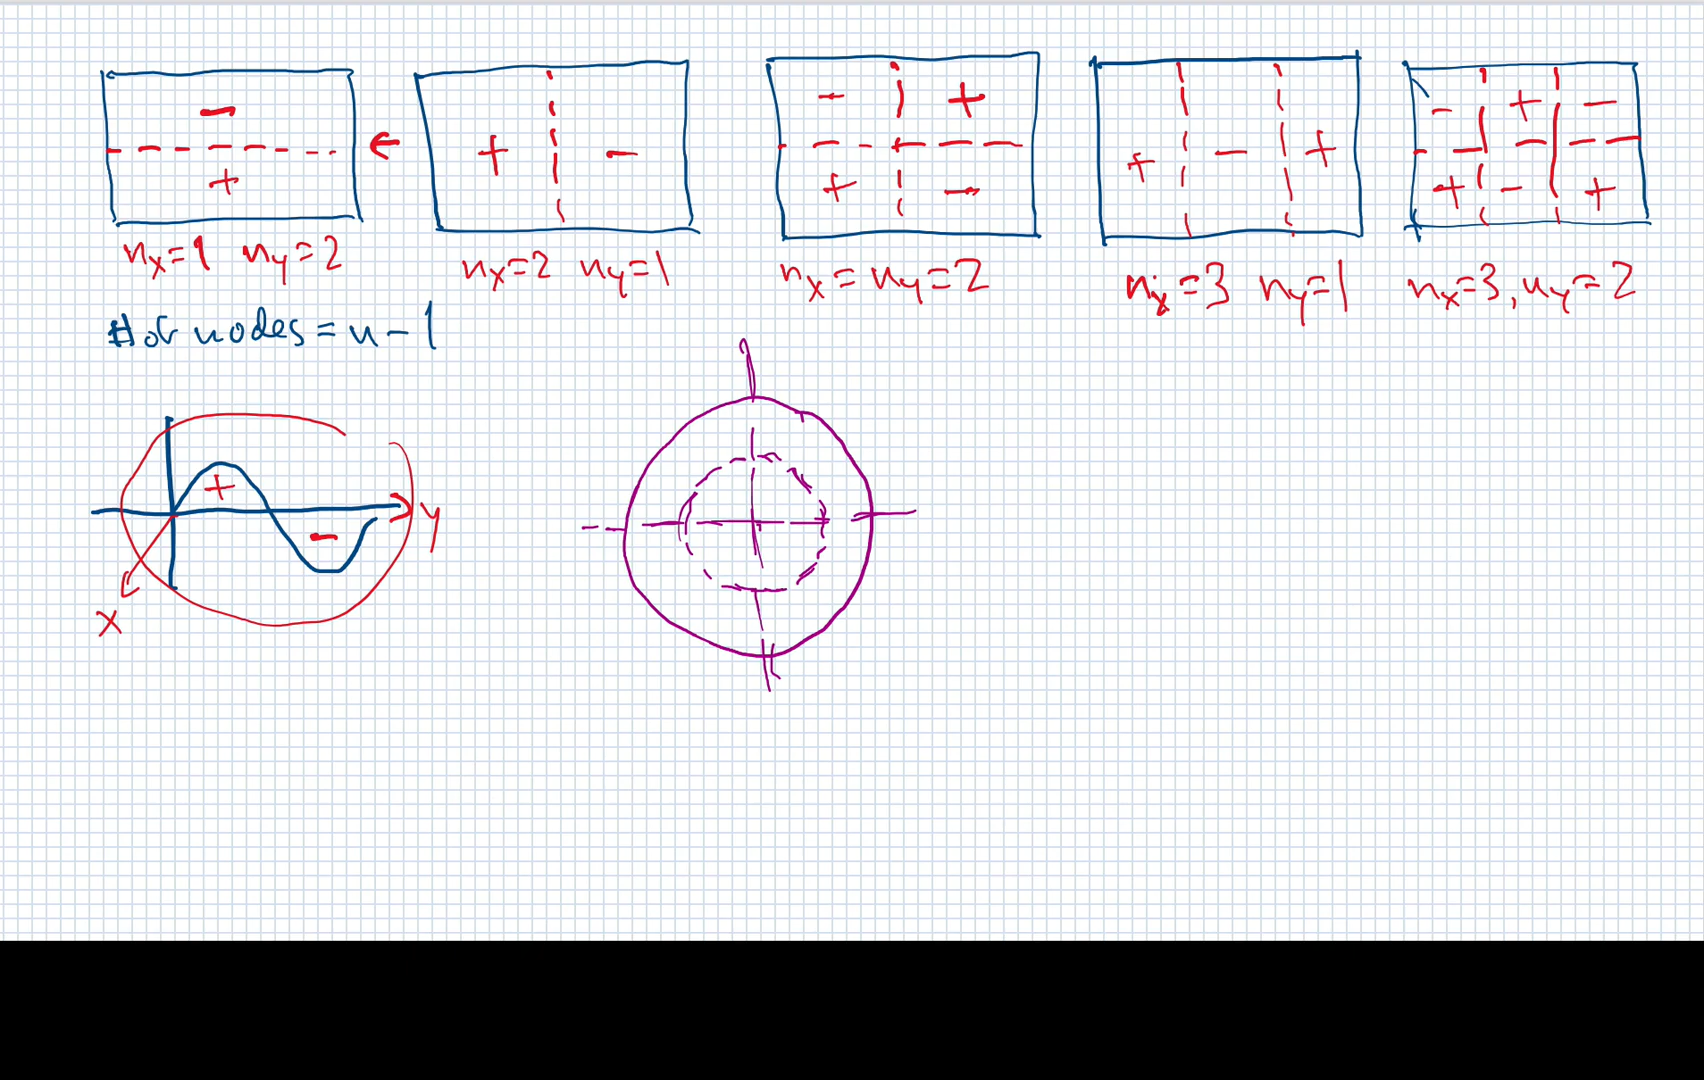 - + + - - + + - + - + - + - + - +
nx=1 ny=2 nx=2 ny=1 nx=ny=2 nx=3 ny=1 nx=3, ny=2
# of nodes = n-1
+ -
y
x